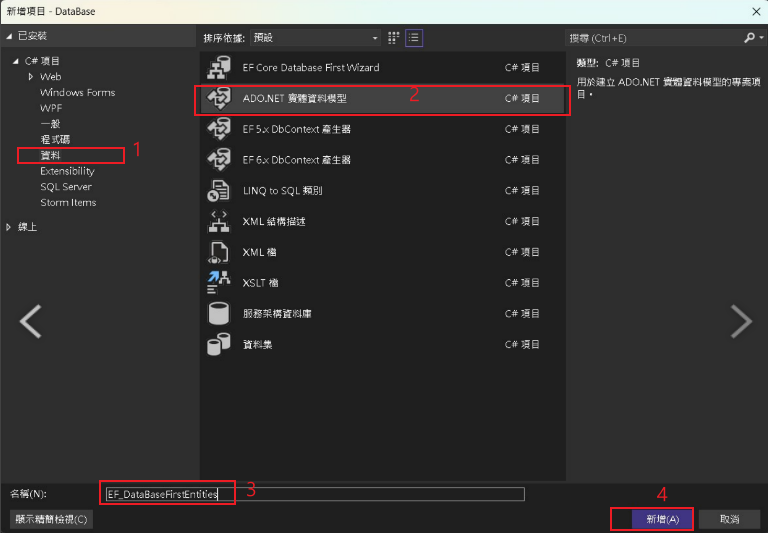 新增項目 - DataBase
已安裝
C# 項目
Web
Windows Forms
WPF
一般
程式碼
資料
1
Extensibility
SQL Server
Storm Items
線上
排序依據: 預設
EF Core Database First Wizard C# 項目
ADO.NET 實體資料模型 2 C# 項目
EF 5.x DbContext 產生器 C# 項目
EF 6.x DbContext 產生器 C# 項目
LINQ to SQL 類別 C# 項目
XML 結構描述 C# 項目
XML 檔 C# 項目
XSLT 檔 C# 項目
服務架構資料庫 C# 項目
資料集 C# 項目
搜尋 (Ctrl+E)
類型: C# 項目
用於建立 ADO.NET 實體資料模型的專案項
目。
名稱(N): EF_DataBaseFirstEntities 3
顯示精簡檢視(C)
4
新增(A) 取消